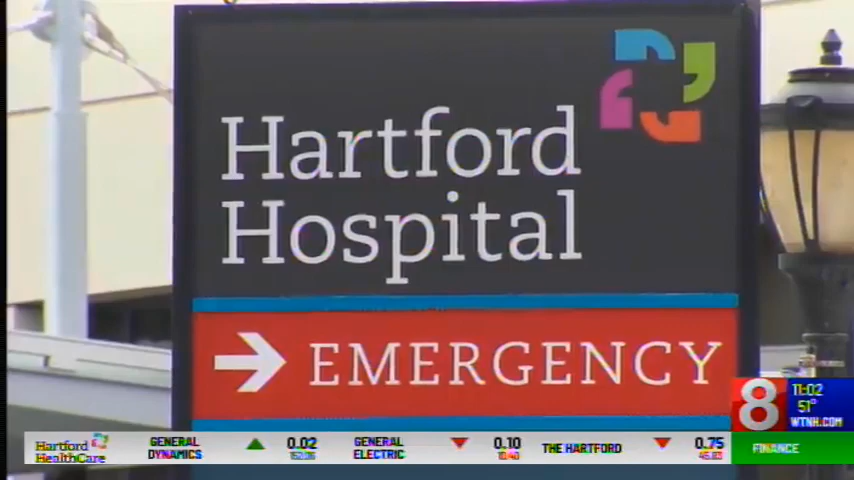 Hartford
Hospital
EMERGENCY
8
11:02
51°
WTNH.COM
Hartford
HealthCare
GENERAL
DYNAMICS
0.02
GENERAL
ELECTRIC
0.10
THE HARTFORD
0.75
FINANCE